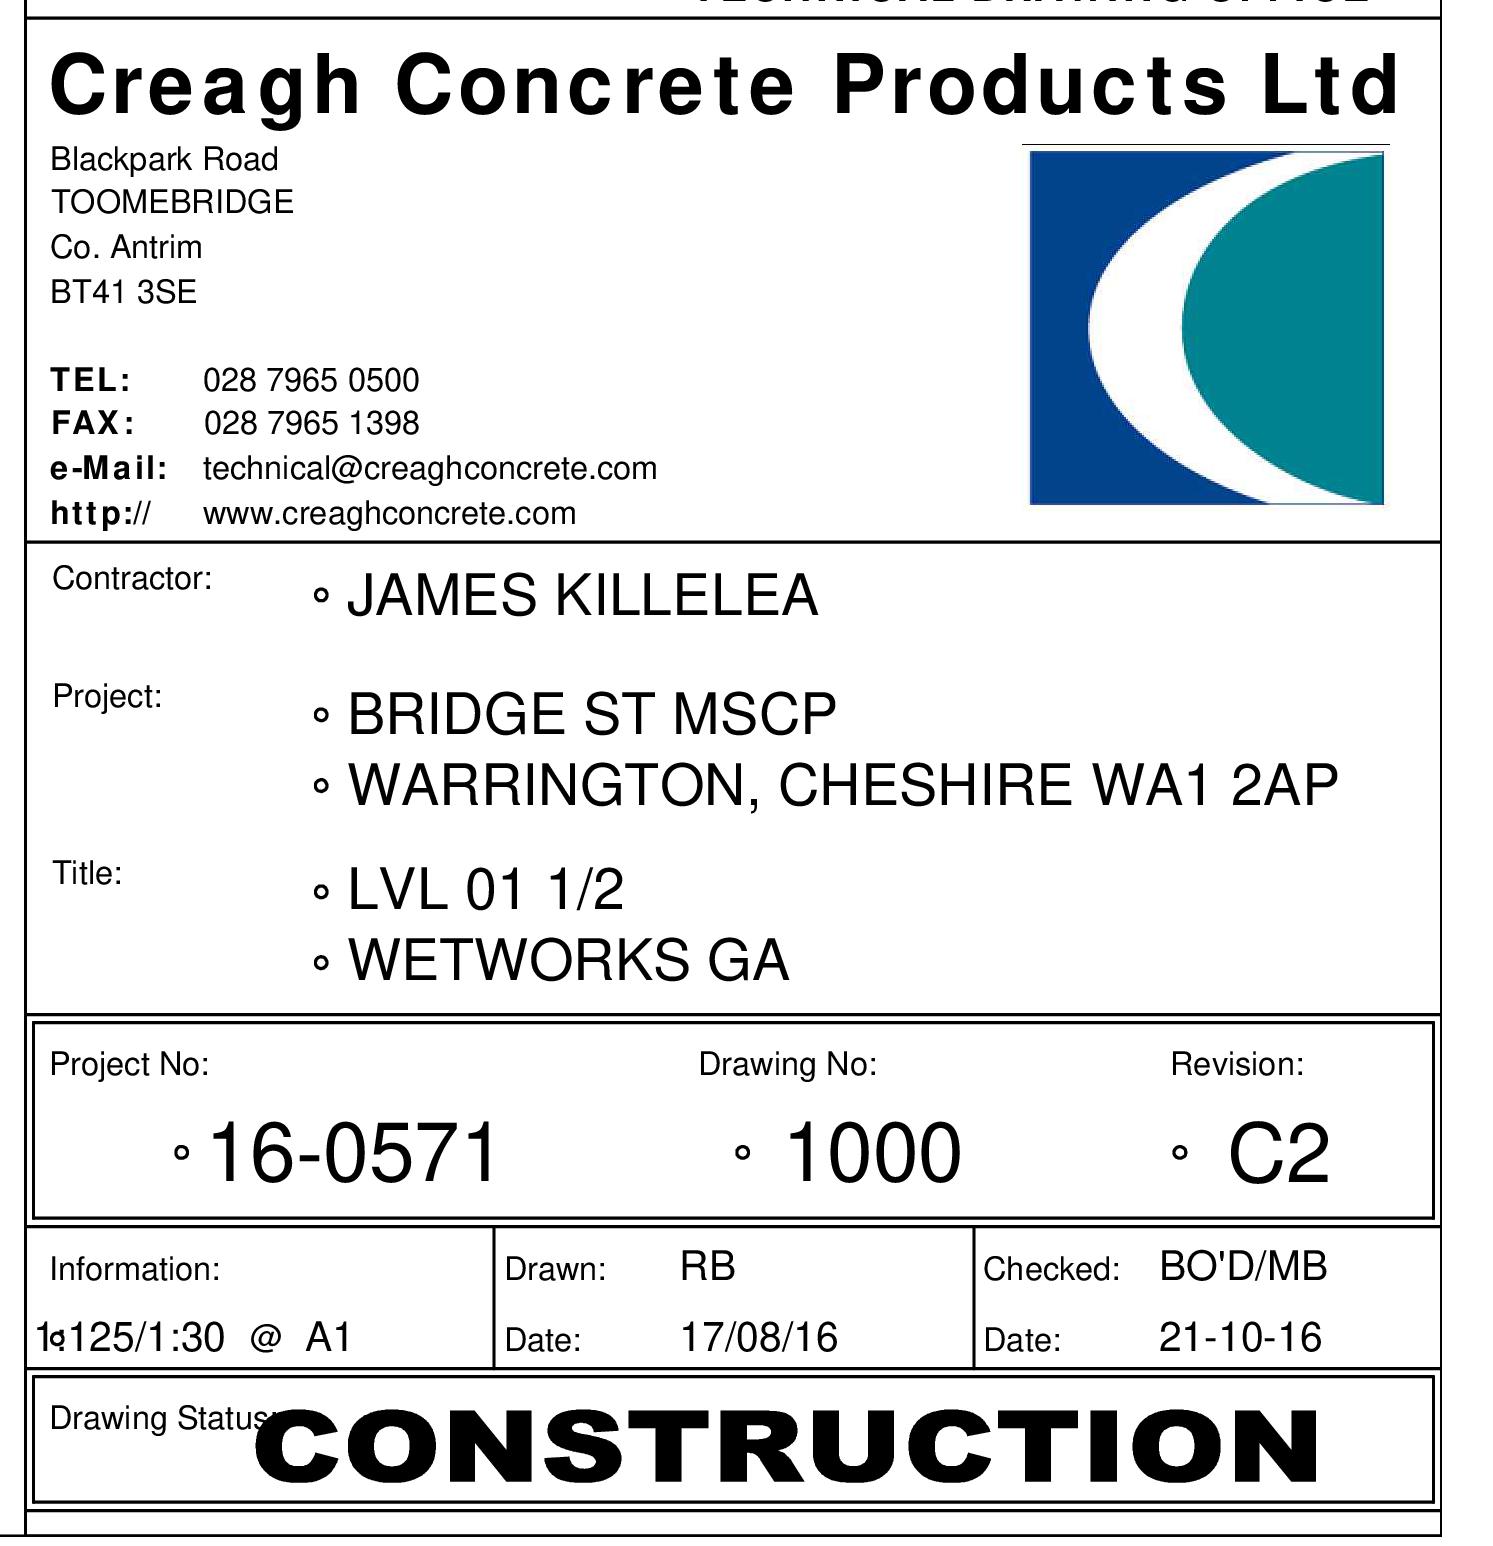 TECHNICAL DRAWING OFFICE
Creagh Concrete Products Ltd
Blackpark Road
TOOMEBRIDGE
Co. Antrim
BT41 3SE
TEL: 028 7965 0500
FAX: 028 7965 1398
e-Mail: technical@creaghconcrete.com
http:// www.creaghconcrete.com
Contractor: JAMES KILLELEA
Project: BRIDGE ST MSCP
WARRINGTON, CHESHIRE WA1 2AP
Title: LVL 01 1/2
WETWORKS GA
Project No: Drawing No: Revision:
16-0571 1000 C2
Information: Drawn: RB Checked: BO'D/MB
1:125/1:30 @ A1 Date: 17/08/16 Date: 21-10-16
Drawing Status: CONSTRUCTION